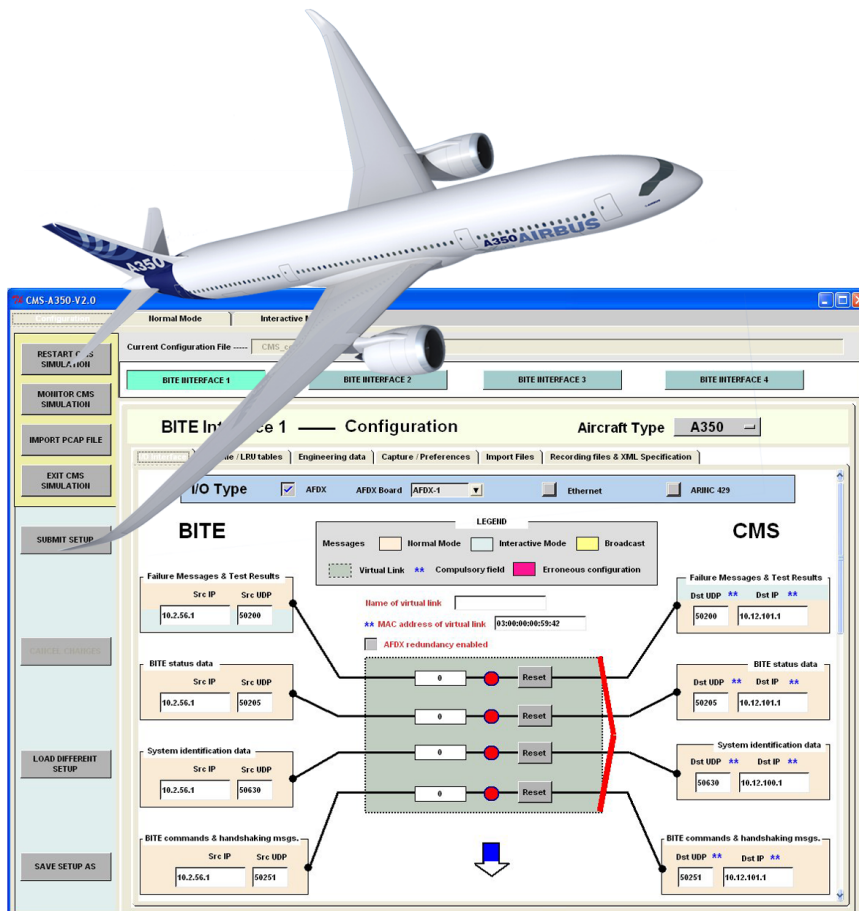 AIRBUS
A350 AIRBUS
A350
CMS-A350-V2.0
Configuration
Normal Mode
Interactive
RESTART CMS
SIMULATION
Current Configuration File -----
MONITOR CMS
SIMULATION
BITE INTERFACE 1
BITE INTERFACE 2
BITE INTERFACE 3
BITE INTERFACE 4
IMPORT PCAP FILE
BITE Interface 1 —— Configuration
Aircraft Type
A350
/ LRU tables
Engineering data
Capture / Preferences
Import Files
Recording files & XML Specification
EXIT CMS
SIMULATION
I/O Type
AFDX
AFDX Board
AFDX-1
Ethernet
ARINC 429
SUBMIT SETUP
BITE
LEGEND
CMS
Messages
Normal Mode
Interactive Mode
Broadcast
Virtual Link
** Compulsory field
Erroneous configuration
Failure Messages & Test Results
Src IP
Src UDP
10.2.56.1
50200
Name of virtual link
** MAC address of virtual link
03:00:00:00:59:42
AFDX redundancy enabled
Failure Messages & Test Results
Dst UDP **
Dst IP **
50200
10.12.101.1
CANCEL CHANGES
BITE status data
Src IP
Src UDP
10.2.56.1
50205
0
Reset
0
Reset
0
Reset
0
Reset
BITE status data
Dst UDP **
Dst IP **
50205
10.12.101.1
LOAD DIFFERENT
SETUP
System identification data
Src IP
Src UDP
10.2.56.1
50630
System identification data
Dst UDP **
Dst IP **
50630
10.12.100.1
SAVE SETUP AS
BITE commands & handshaking msgs.
Src IP
Src UDP
10.2.56.1
50251
BITE commands & handshaking msgs.
Dst UDP **
Dst IP **
50251
10.12.101.1